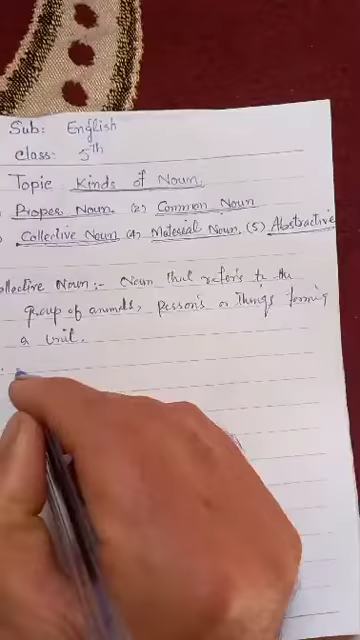 Sub: English
Class: 5th
Topic Kinds of Noun.
Proper Noun. (2) Common Noun
Collective Noun (4) Material Noun. (5) Abstractive
ollective Noun :- Noun that refer's to the
group of animals, person's or things forming
a unit.